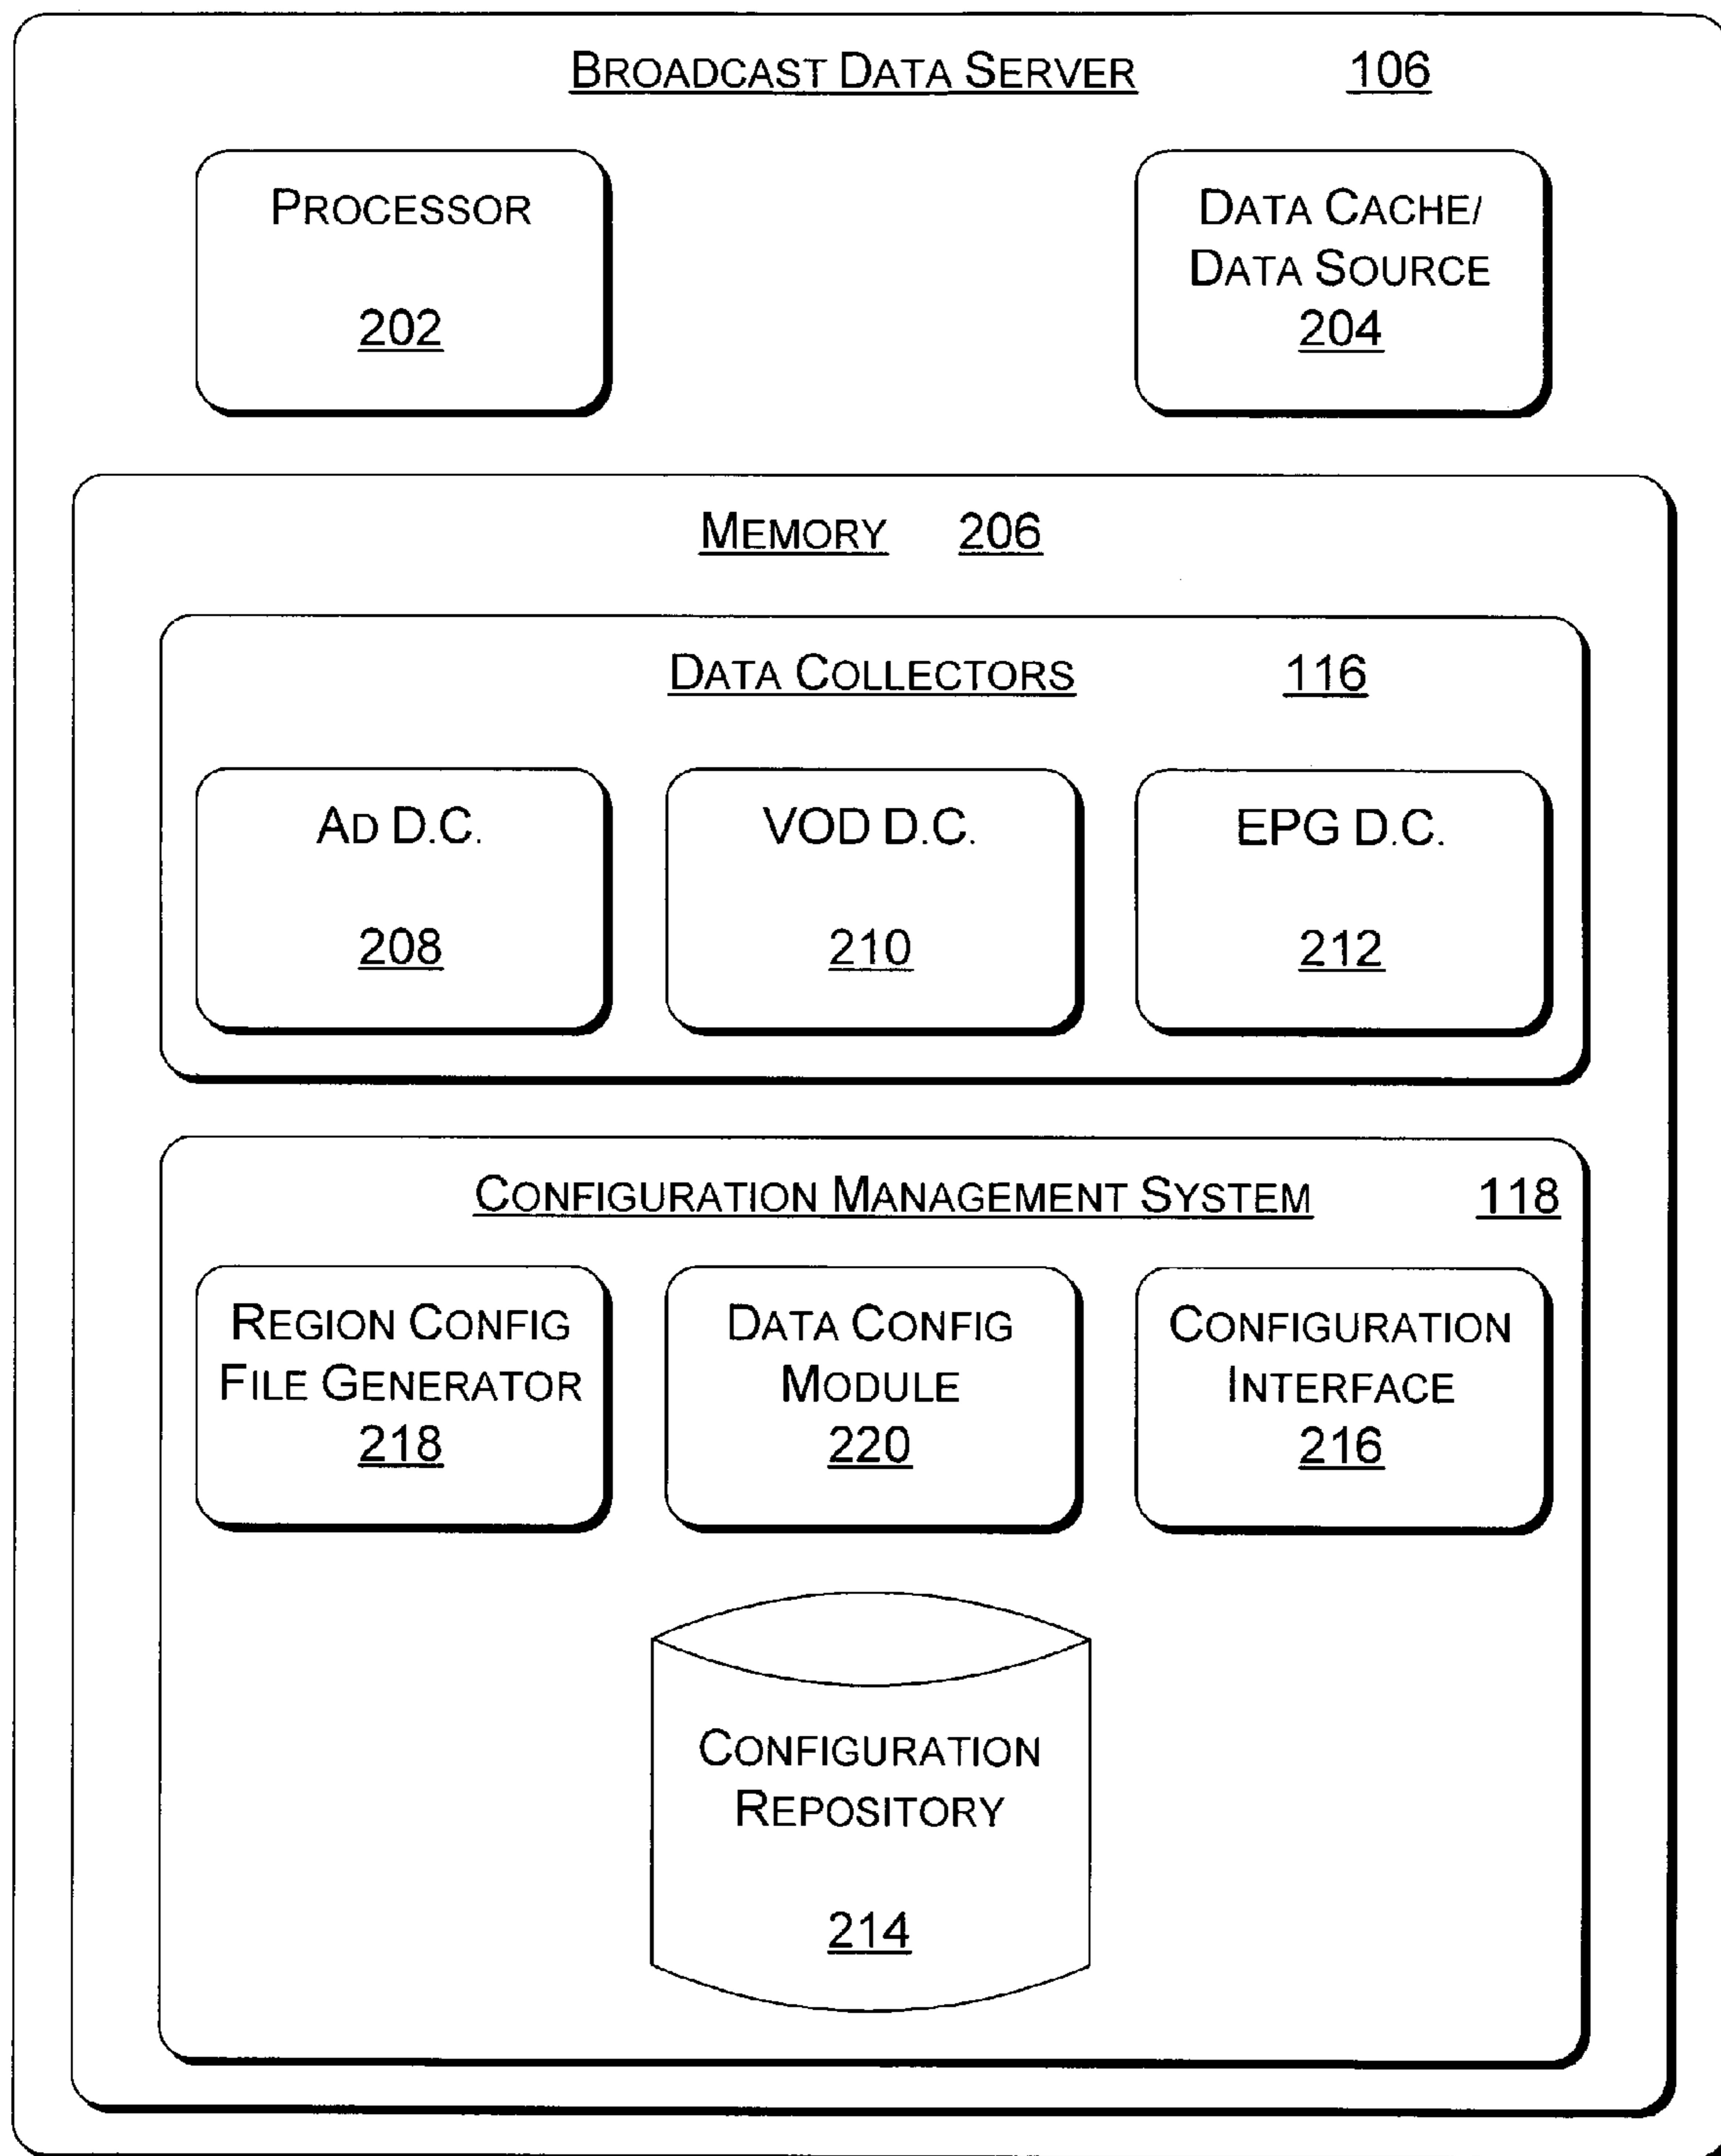 BROADCAST DATA SERVER 106
PROCESSOR
202
DATA CACHE/
DATA SOURCE
204
MEMORY 206
DATA COLLECTORS 116
AD D.C.
208
VOD D.C.
210
EPG D.C.
212
CONFIGURATION MANAGEMENT SYSTEM 118
REGION CONFIG
FILE GENERATOR
218
DATA CONFIG
MODULE
220
CONFIGURATION
INTERFACE
216
CONFIGURATION
REPOSITORY
214